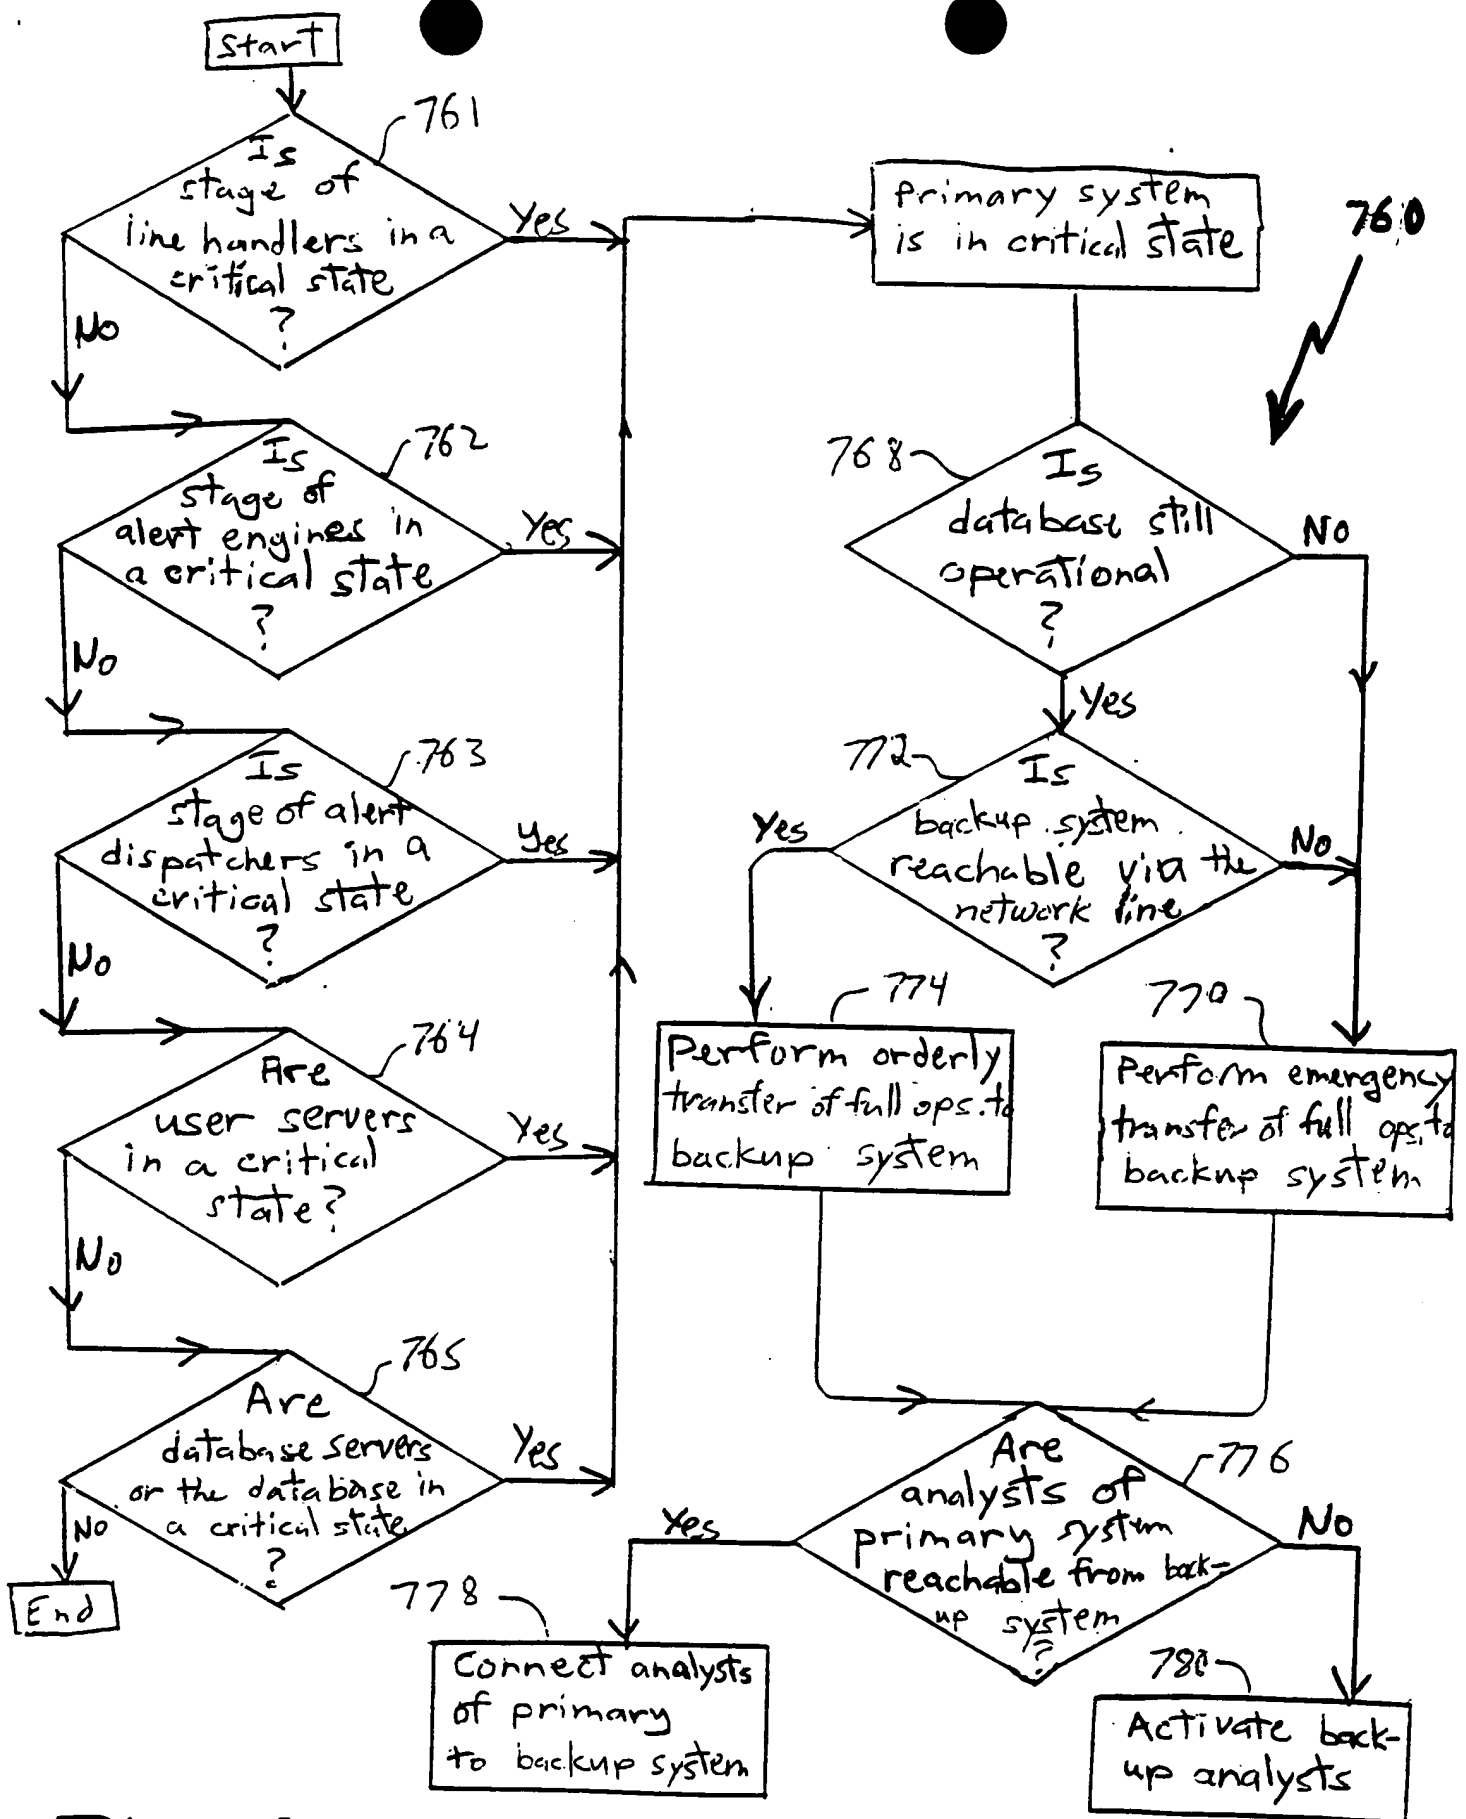 Start
761
Is
stage of
line handlers in a
critical state
?
Yes
No
762
Is
stage of
alert engines in
a critical state
?
Yes
No
763
Is
stage of alert
dispatchers in a
critical state
?
Yes
No
764
Are
user servers
in a critical
state?
Yes
No
765
Are
database servers
or the database in
a critical state
?
Yes
No
End
primary system
is in critical state
760
768
Is
database still
operational
?
No
Yes
772
Is
backup system
reachable via the
network line
?
Yes
No
774
Perform orderly
transfer of full ops. to
backup system
770
Perform emergency
transfer of full ops. to
backup system
776
Are
analysts of
primary system
reachable from back-
up system
?
Yes
No
778
Connect analysts
of primary
to backup system
780
Activate back-
up analysts